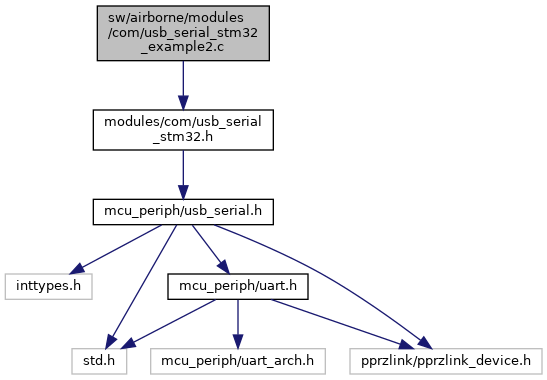 sw/airborne/modules
/com/usb_serial_stm32
_example2.c
modules/com/usb_serial
_stm32.h
mcu_periph/usb_serial.h
inttypes.h
mcu_periph/uart.h
std.h
mcu_periph/uart_arch.h
pprzlink/pprzlink_device.h